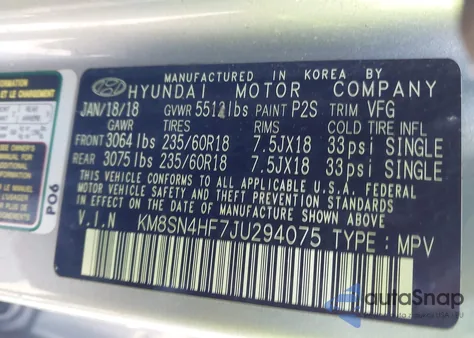 MANUFACTURED IN KOREA BY
HYUNDAI MOTOR COMPANY
JAN/18/18 GVWR 5512lbs PAINT P2S TRIM VFG
GAWR TIRES RIMS COLD TIRE INFL
FRONT 3064 lbs 235/60R18 7.5JX18 33psi SINGLE
REAR 3075 lbs 235/60R18 7.5JX18 33psi SINGLE
THIS VEHICLE CONFORMS TO ALL APPLICABLE U.S.A. FEDERAL
MOTOR VEHICLE SAFETY AND THEFT PREVENTION STANDARDS
IN EFFECT ON THE DATE OF MANUFACTURE SHOWN ABOVE.
V.I.N KM8SN4HF7JU294075 TYPE : MPV
PO6
autoSnap